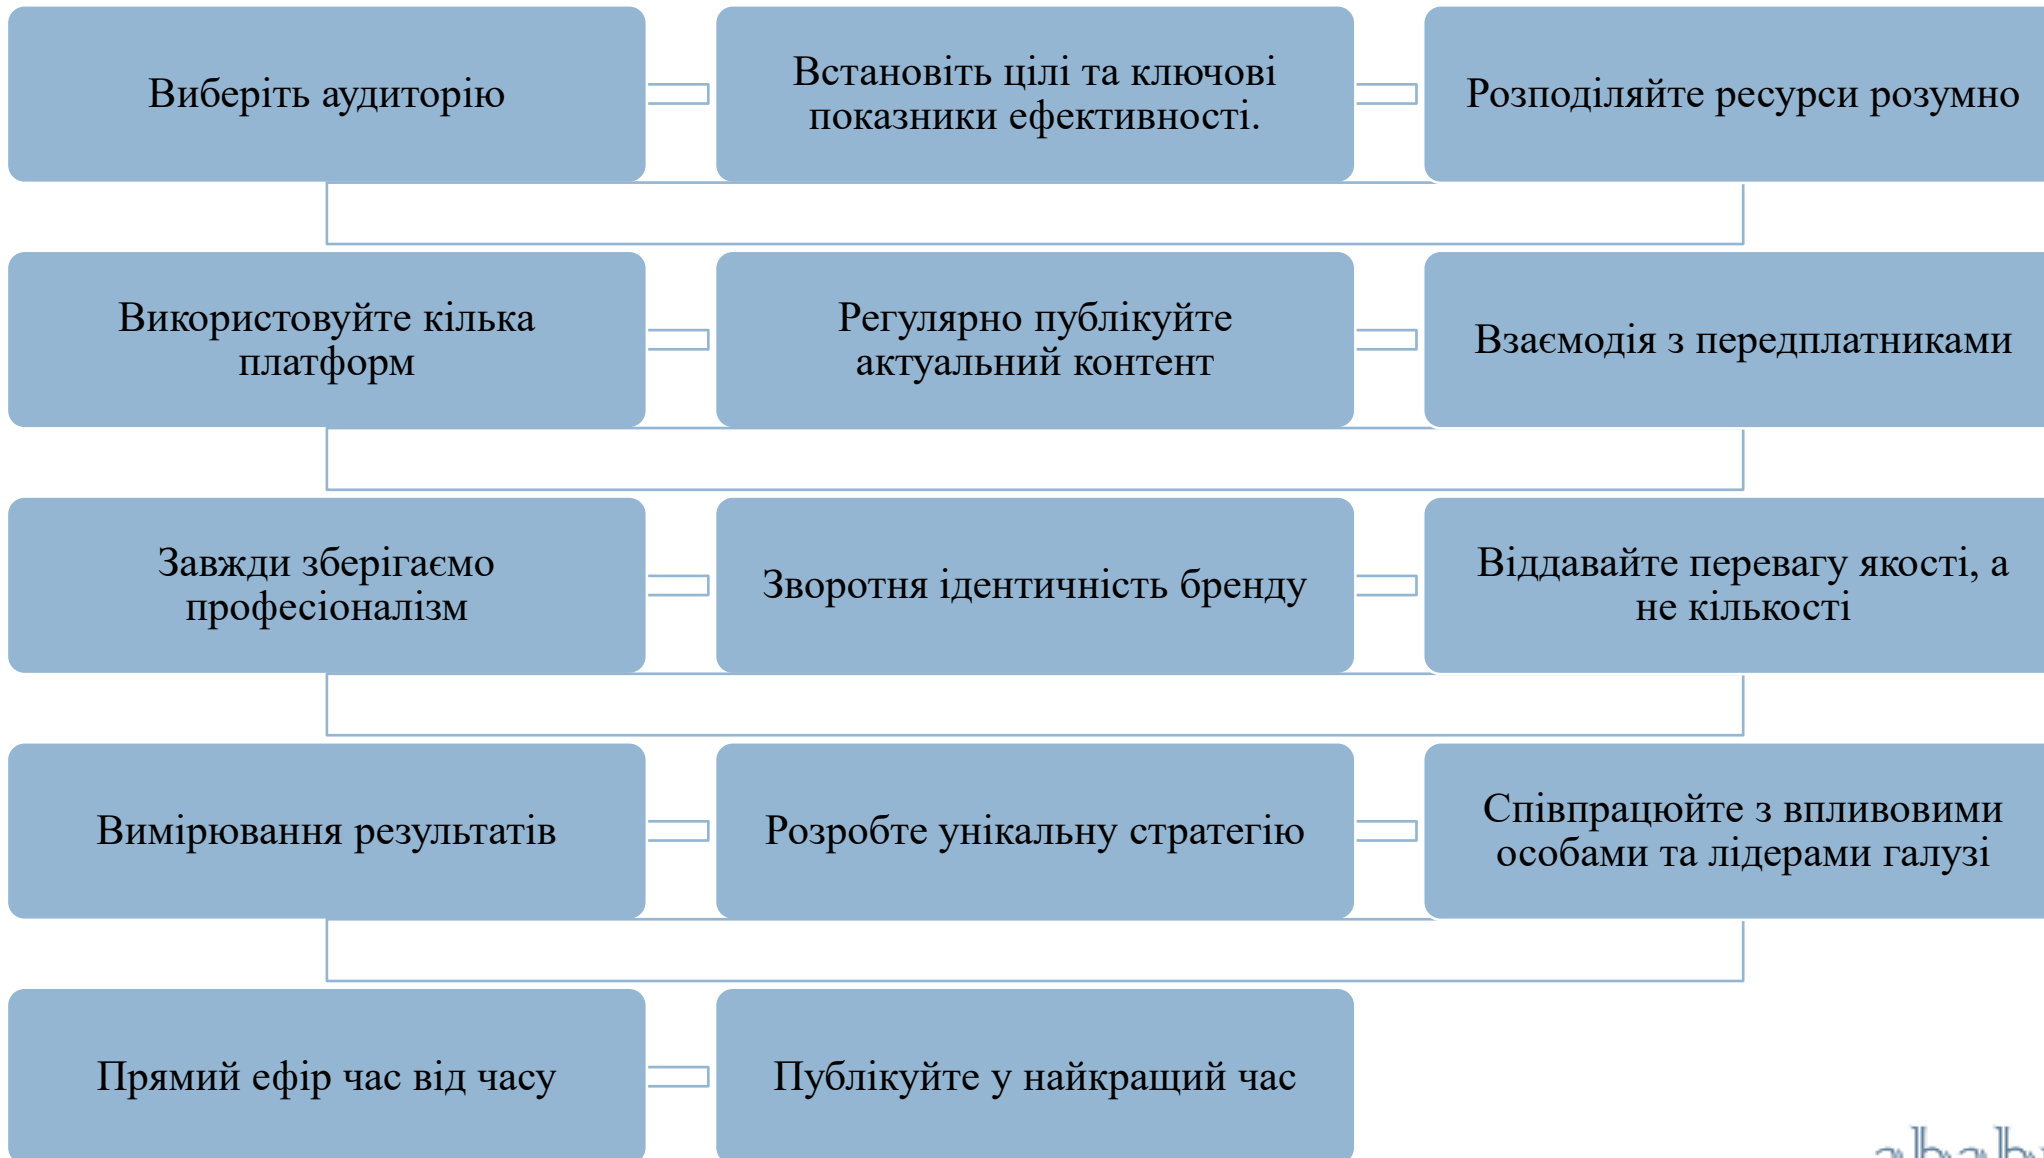 Виберіть аудиторію
Встановіть цілі та ключові
показники ефективності.
Розподіляйте ресурси розумно
Використовуйте кілька
платформ
Регулярно публікуйте
актуальний контент
Взаємодія з передплатниками
Завжди зберігаємо
професіоналізм
Зворотня ідентичність бренду
Віддавайте перевагу якості, а
не кількості
Вимірювання результатів
Розробте унікальну стратегію
Співпрацюйте з впливовими
особами та лідерами галузі
Прямий ефір час від часу
Публікуйте у найкращий час